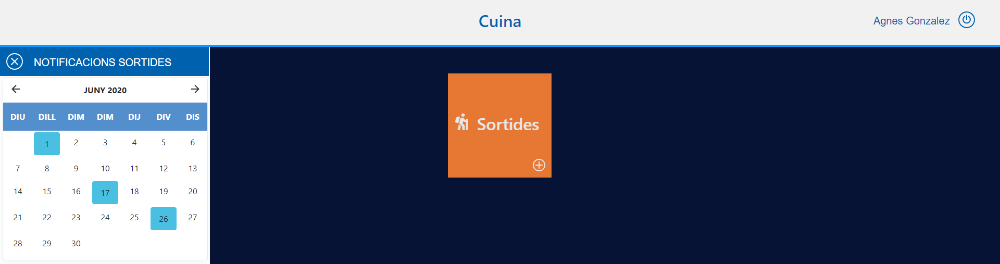 Cuina
Agnes Gonzalez
NOTIFICACIONS SORTIDES
JUNY 2020
DIU DILL DIM DIM DIJ DIV DIS
1 2 3 4 5 6
7 8 9 10 11 12 13
14 15 16 17 18 19 20
21 22 23 24 25 26 27
28 29 30
Sortides